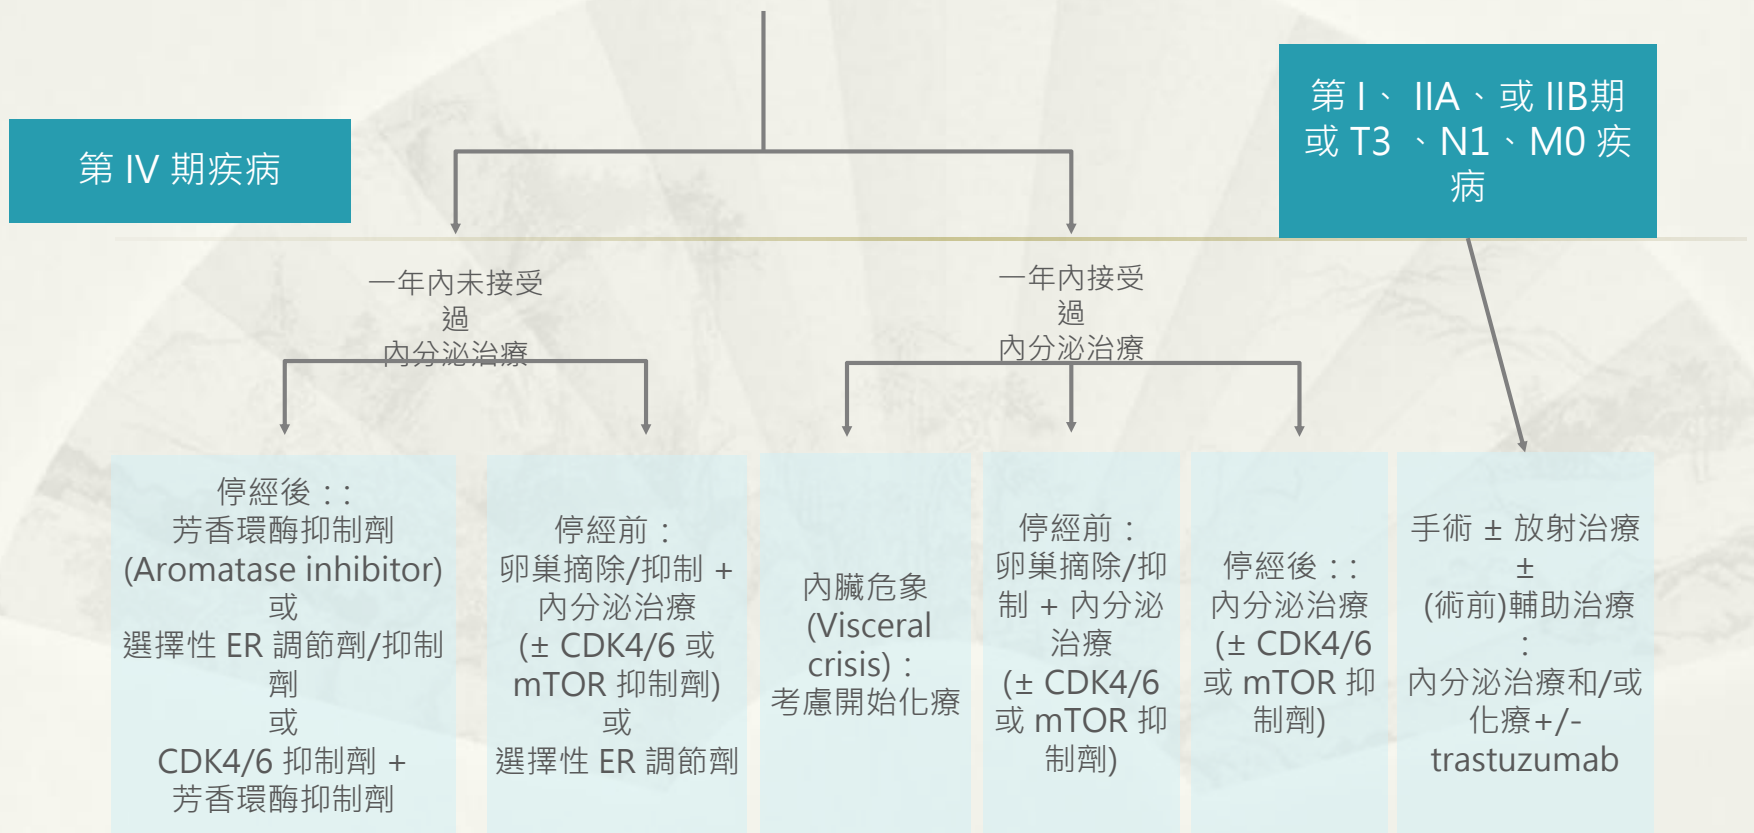 第 IV 期疾病
第 I、 IIA、或 IIB期
或 T3 、N1、M0 疾
病
一年內未接受
過
內分泌治療
一年內接受
過
內分泌治療
停經後：:
芳香環酶抑制劑
(Aromatase inhibitor)
或
選擇性 ER 調節劑/抑制
劑
或
CDK4/6 抑制劑 +
芳香環酶抑制劑
停經前：
卵巢摘除/抑制 +
內分泌治療
(± CDK4/6 或
mTOR 抑制劑)
或
選擇性 ER 調節劑
內臟危象
(Visceral
crisis)：
考慮開始化療
停經前：
卵巢摘除/抑
制 + 內分泌
治療
(± CDK4/6
或 mTOR 抑
制劑)
停經後：:
內分泌治療
(± CDK4/6
或 mTOR 抑
制劑)
手術 ± 放射治療
±
(術前)輔助治療
：
內分泌治療和/或
化療+/-
trastuzumab